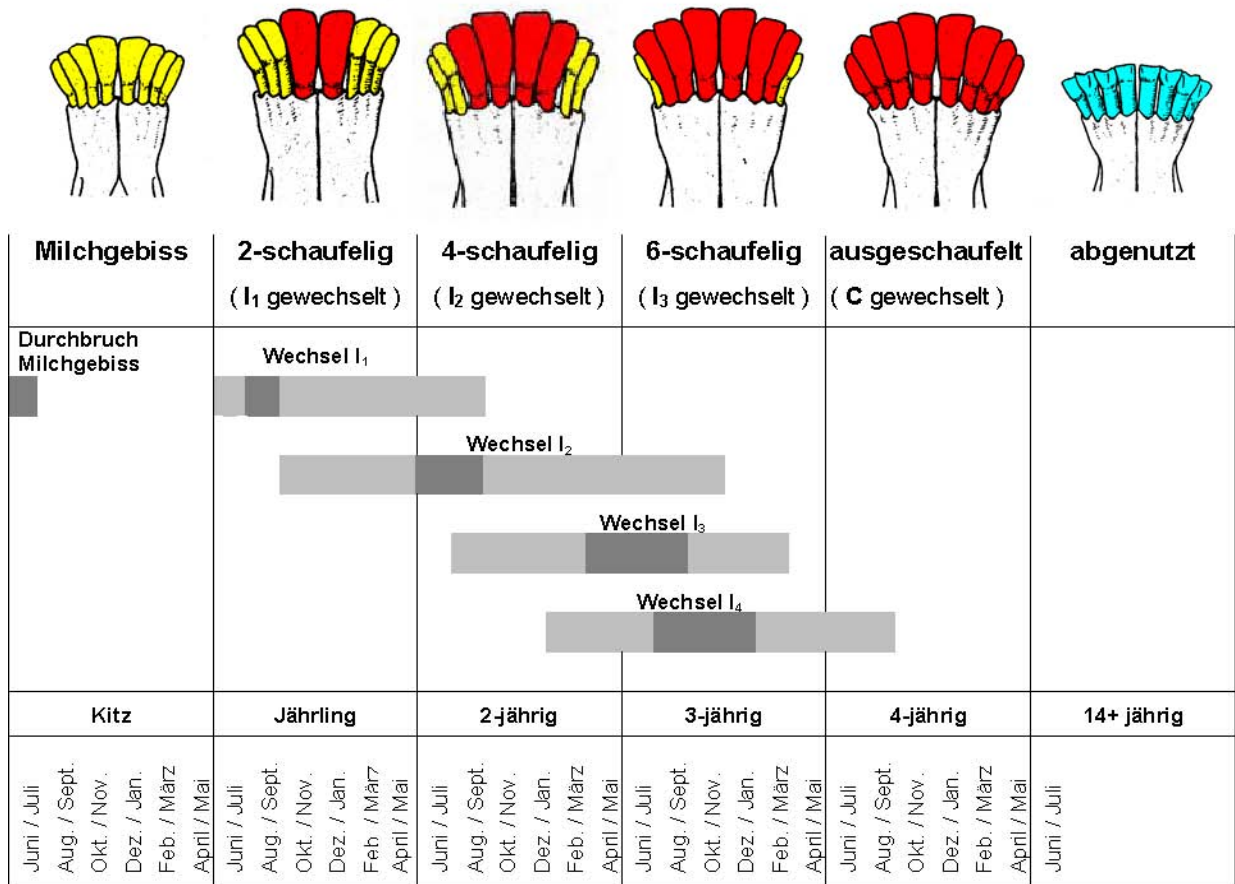 Milchgebiss
2-schaufelig
4-schaufelig
6-schaufelig
ausgeschaufelt
abgenutzt
( I₁ gewechselt )
( I₂ gewechselt )
( I₃ gewechselt )
( C gewechselt )
Durchbruch
Milchgebiss
Wechsel I₁
Wechsel I₂
Wechsel I₃
Wechsel I₄
Kitz
Jährling
2-jährig
3-jährig
4-jährig
14+ jährig
Juni / Juli
Aug. / Sept.
Okt. / Nov.
Dez. / Jan.
Feb. / März
April / Mai
Juni / Juli
Aug. / Sept.
Okt. / Nov.
Dez. / Jan.
Feb. / März
April / Mai
Juni / Juli
Aug. / Sept.
Okt. / Nov.
Dez. / Jan.
Feb. / März
April / Mai
Juni / Juli
Aug. / Sept.
Okt. / Nov.
Dez. / Jan.
Feb. / März
April / Mai
Juni / Juli
Aug. / Sept.
Okt. / Nov.
Dez. / Jan.
Feb. / März
April / Mai
Juni / Juli